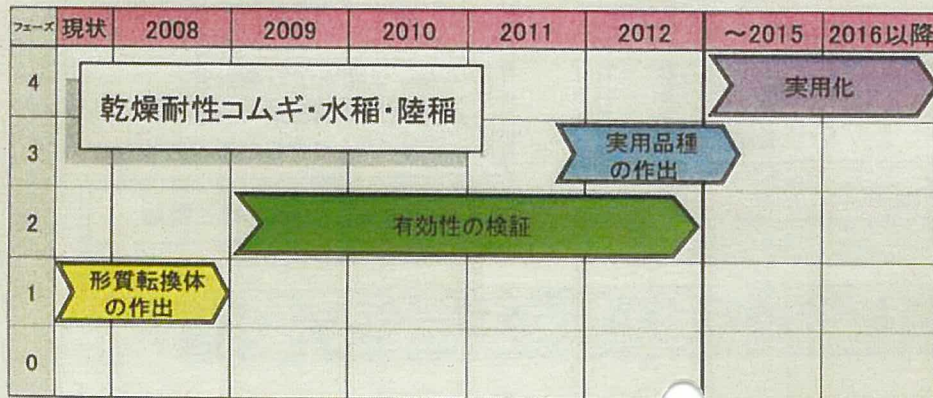 フェーズ 現状 2008 2009 2010 2011 2012 ～2015 2016以降
4
乾燥耐性コムギ・水稲・陸稲
実用化
3
実用品種
の作出
2
有効性の検証
1
形質転換体
の作出
0